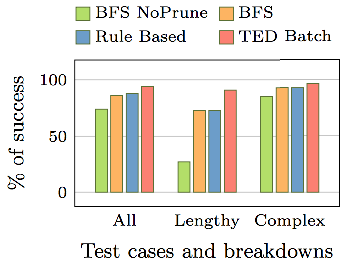 BFS NoPrune BFS
Rule Based TED Batch
100
50
0
% of success
All Lengthy Complex
Test cases and breakdowns